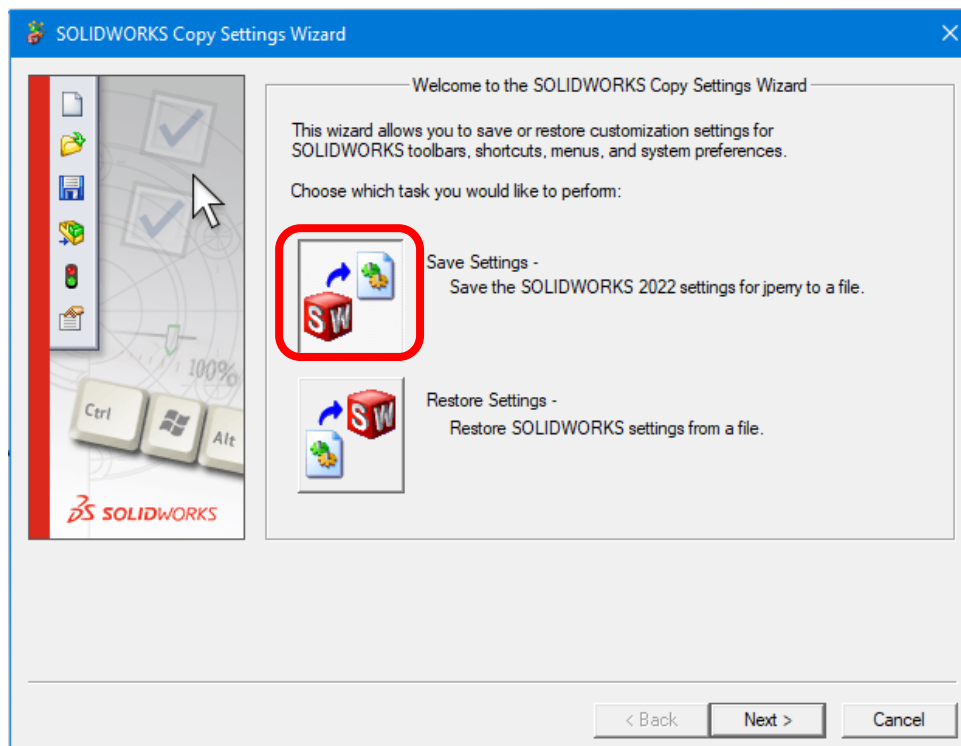 SOLIDWORKS Copy Settings Wizard
Welcome to the SOLIDWORKS Copy Settings Wizard
This wizard allows you to save or restore customization settings for
SOLIDWORKS toolbars, shortcuts, menus, and system preferences.
Choose which task you would like to perform:
SW
Save Settings -
Save the SOLIDWORKS 2022 settings for jperry to a file.
100%
Ctrl
Alt
SW
Restore Settings -
Restore SOLIDWORKS settings from a file.
3S SOLIDWORKS
< Back
Next >
Cancel